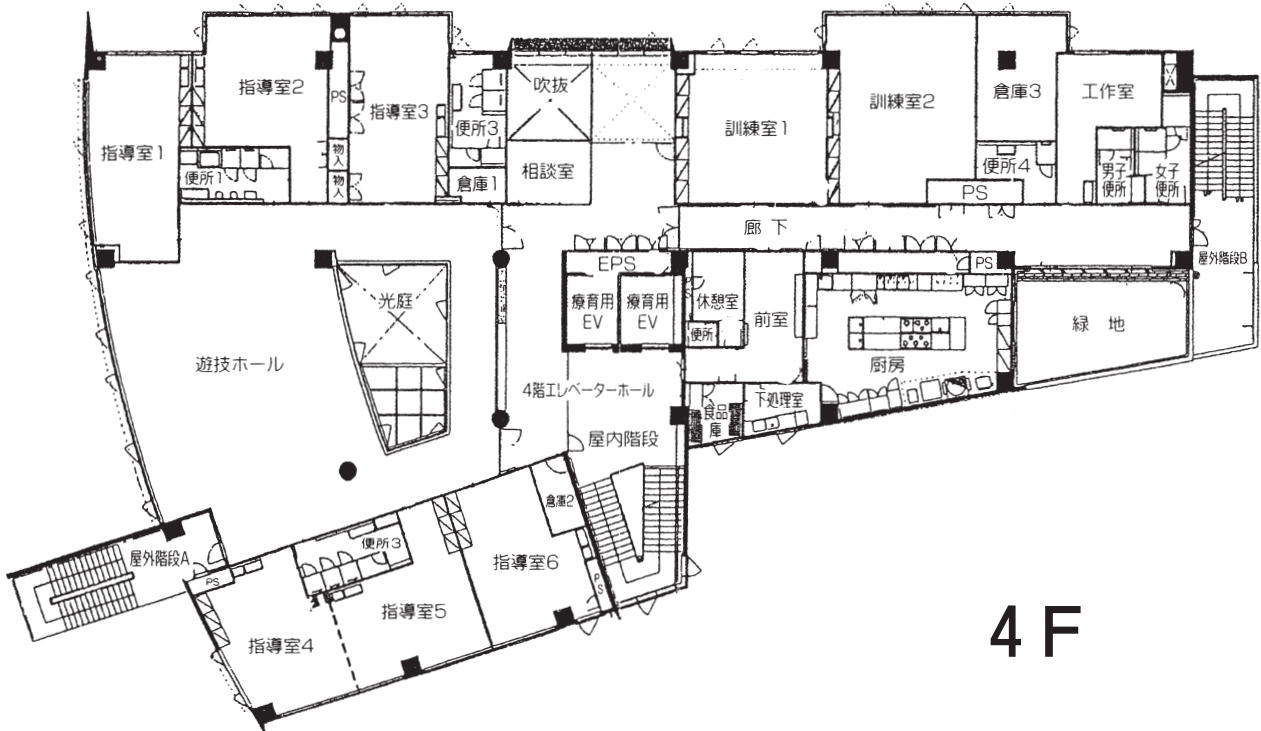 指導室1
指導室2
便所1
PS
物入
物入
指導室3
便所3
倉庫1
吹抜
相談室
訓練室1
訓練室2
倉庫3
便所4
PS
工作室
男子
便所
女子
便所
屋外階段B
廊下
EPS
療育用
EV
療育用
EV
休憩室
便所
前室
PS
厨房
緑地
光庭
遊技ホール
4階エレベーターホール
屋内階段
食品
庫
下処理室
倉庫2
屋外階段A
PS
便所3
指導室4
指導室5
指導室6
PS
4F